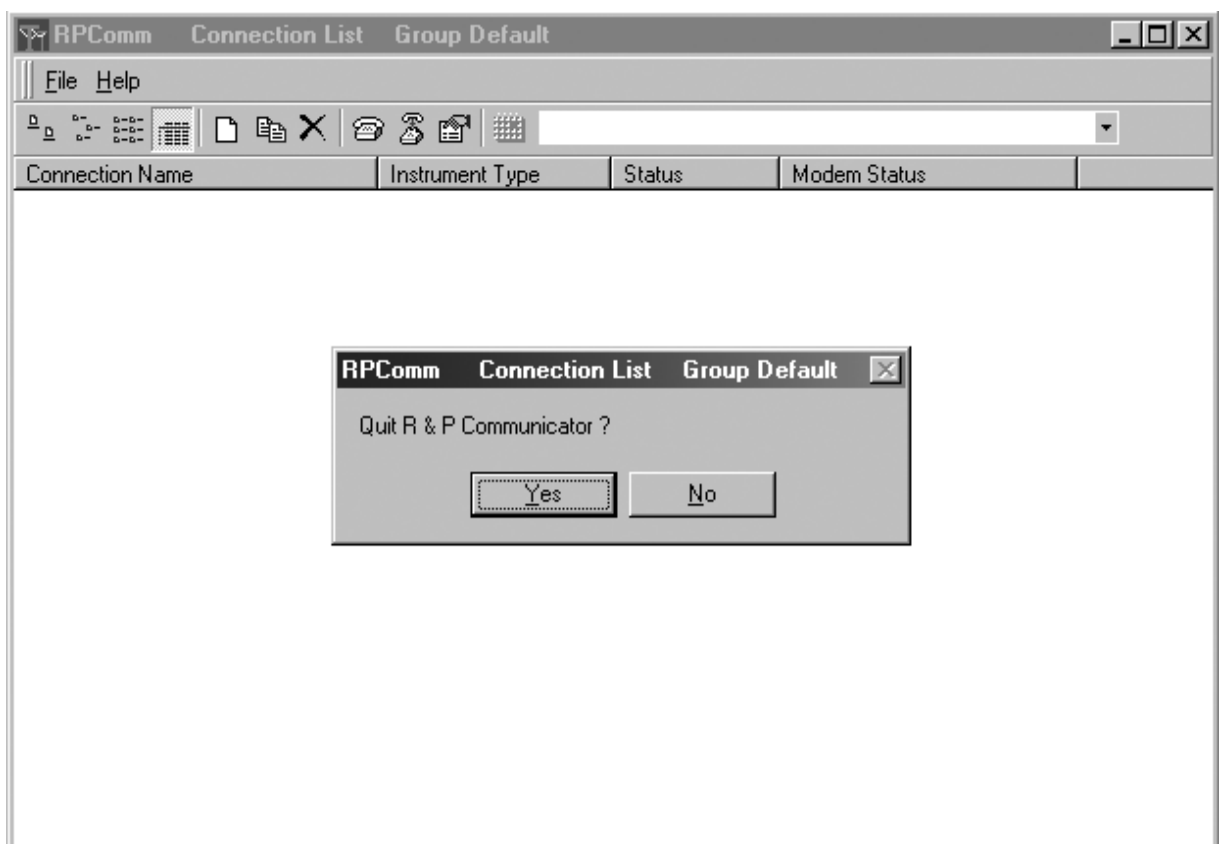 RPComm Connection List Group Default
File Help
Connection Name Instrument Type Status Modem Status
RPComm Connection List Group Default
Quit R & P Communicator ?
Yes No